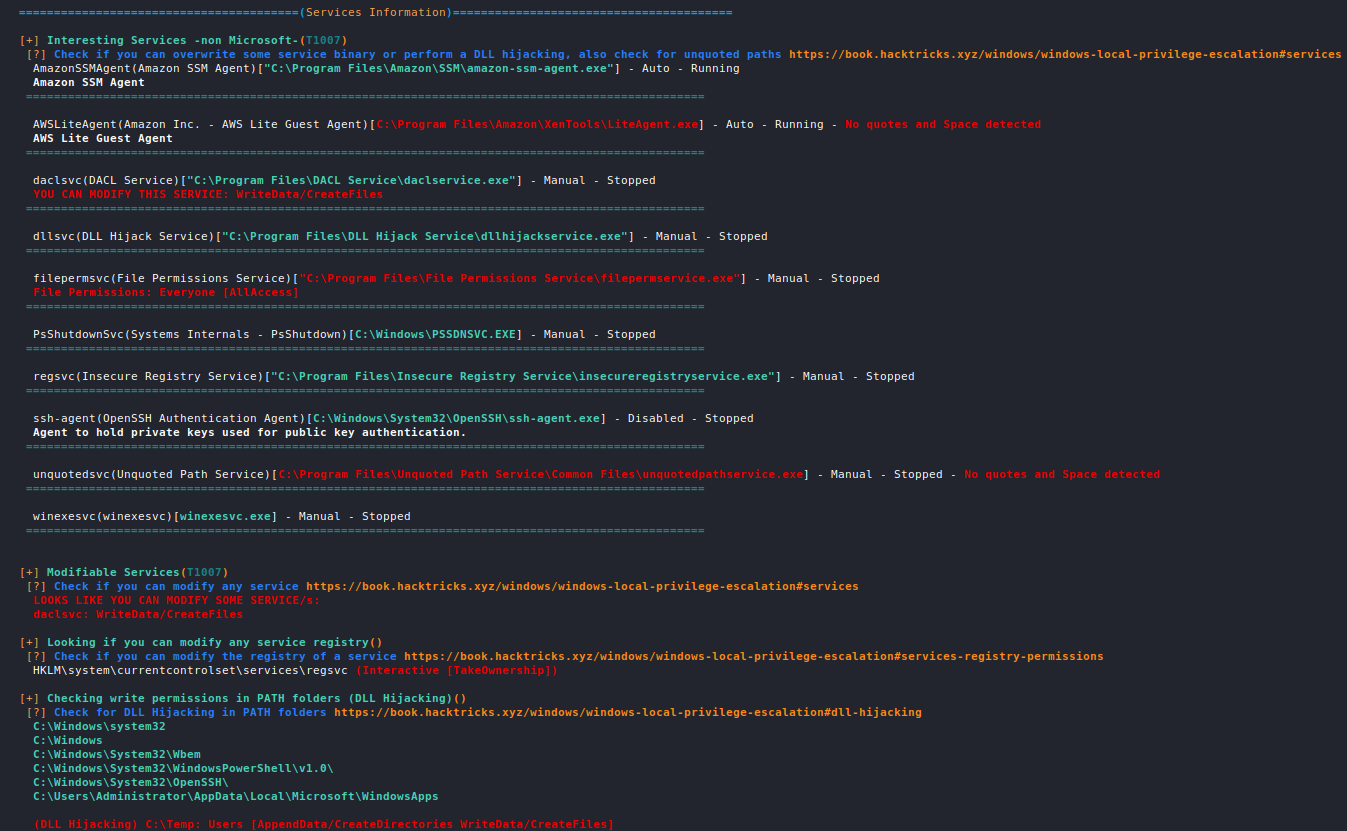 ========================================(Services Information)========================================
[+] Interesting Services -non Microsoft-(T1007)
[?] Check if you can overwrite some service binary or perform a DLL hijacking, also check for unquoted paths https://book.hacktricks.xyz/windows/windows-local-privilege-escalation#services
AmazonSSMAgent(Amazon SSM Agent)["C:\Program Files\Amazon\SSM\amazon-ssm-agent.exe"] - Auto - Running
Amazon SSM Agent
=================================================================================================
AWSLiteAgent(Amazon Inc. - AWS Lite Guest Agent)[C:\Program Files\Amazon\XenTools\LiteAgent.exe] - Auto - Running - No quotes and Space detected
AWS Lite Guest Agent
=================================================================================================
daclsvc(DACL Service)["C:\Program Files\DACL Service\daclservice.exe"] - Manual - Stopped
YOU CAN MODIFY THIS SERVICE: WriteData/CreateFiles
=================================================================================================
dllsvc(DLL Hijack Service)["C:\Program Files\DLL Hijack Service\dllhijackservice.exe"] - Manual - Stopped
=================================================================================================
filepermsvc(File Permissions Service)["C:\Program Files\File Permissions Service\filepermservice.exe"] - Manual - Stopped
File Permissions: Everyone [AllAccess]
=================================================================================================
PsShutdownSvc(Systems Internals - PsShutdown)[C:\Windows\PSSDNSVC.EXE] - Manual - Stopped
=================================================================================================
regsvc(Insecure Registry Service)["C:\Program Files\Insecure Registry Service\insecureregistryservice.exe"] - Manual - Stopped
=================================================================================================
ssh-agent(OpenSSH Authentication Agent)[C:\Windows\System32\OpenSSH\ssh-agent.exe] - Disabled - Stopped
Agent to hold private keys used for public key authentication.
=================================================================================================
unquotedsvc(Unquoted Path Service)[C:\Program Files\Unquoted Path Service\Common Files\unquotedpathservice.exe] - Manual - Stopped - No quotes and Space detected
=================================================================================================
winexesvc(winexesvc)[winexesvc.exe] - Manual - Stopped
=================================================================================================
[+] Modifiable Services(T1007)
[?] Check if you can modify any service https://book.hacktricks.xyz/windows/windows-local-privilege-escalation#services
LOOKS LIKE YOU CAN MODIFY SOME SERVICE/s:
daclsvc: WriteData/CreateFiles
[+] Looking if you can modify any service registry()
[?] Check if you can modify the registry of a service https://book.hacktricks.xyz/windows/windows-local-privilege-escalation#services-registry-permissions
HKLM\system\currentcontrolset\services\regsvc (Interactive [TakeOwnership])
[+] Checking write permissions in PATH folders (DLL Hijacking)()
[?] Check for DLL Hijacking in PATH folders https://book.hacktricks.xyz/windows/windows-local-privilege-escalation#dll-hijacking
C:\Windows\system32
C:\Windows
C:\Windows\System32\Wbem
C:\Windows\System32\WindowsPowerShell\v1.0\
C:\Windows\System32\OpenSSH\
C:\Users\Administrator\AppData\Local\Microsoft\WindowsApps
(DLL Hijacking) C:\Temp: Users [AppendData/CreateDirectories WriteData/CreateFiles]